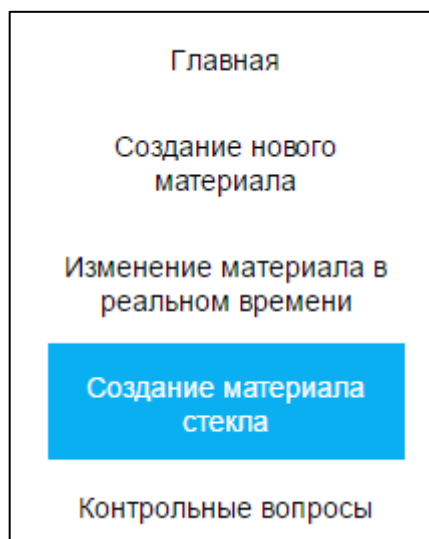 Главная
Создание нового
материала
Изменение материала в
реальном времени
Создание материала
стекла
Контрольные вопросы